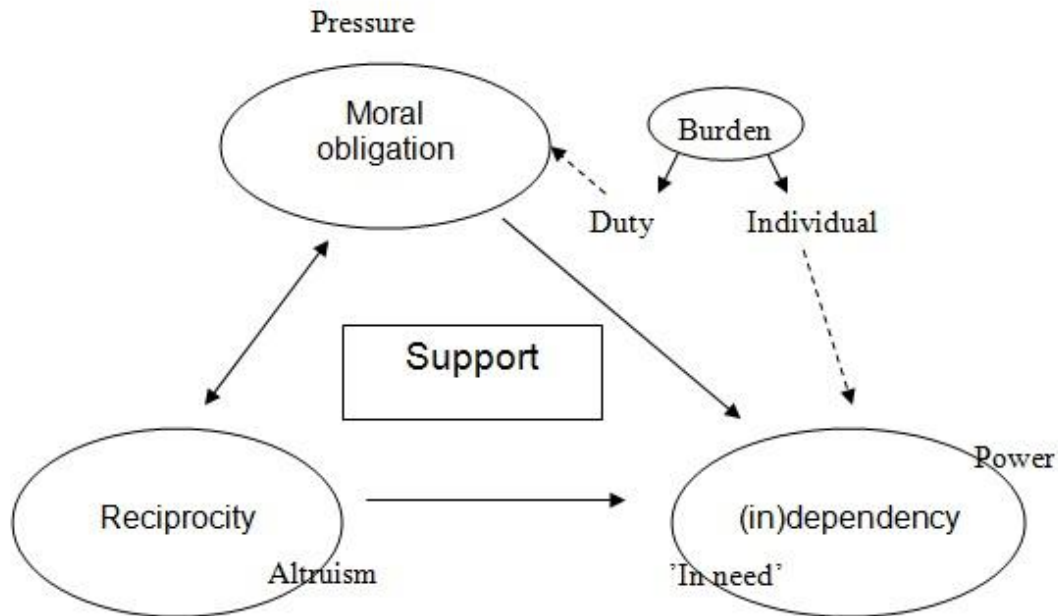 Pressure
Moral
obligation
Burden
Duty
Individual
Support
Power
Reciprocity
(in)dependency
Altruism
’In need’